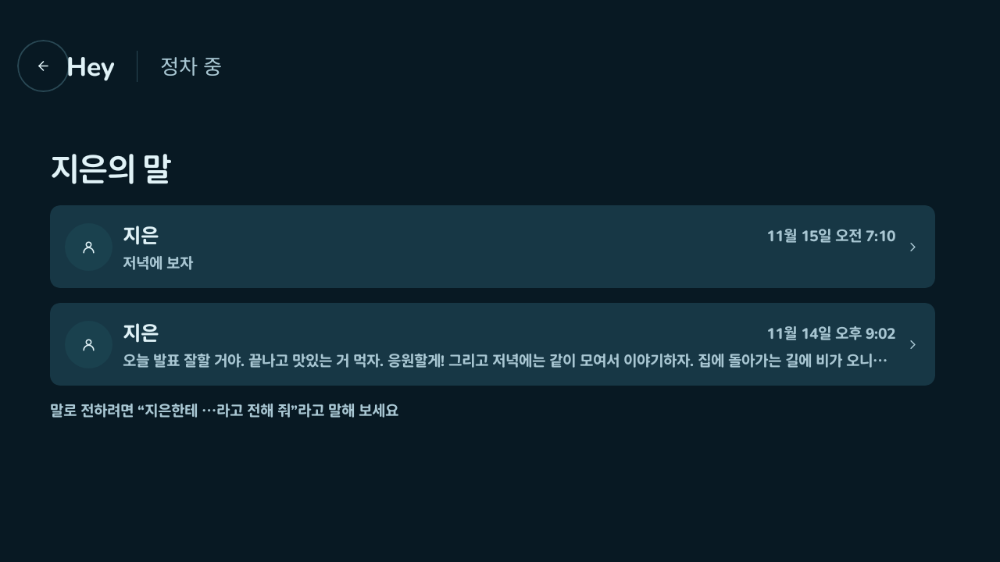 Hey
정차 중
지은의 말
지은
11월 15일 오전 7:10
저녁에 보자
지은
11월 14일 오후 9:02
오늘 발표 잘할 거야. 끝나고 맛있는 거 먹자. 응원할게! 그리고 저녁에는 같이 모여서 이야기하자. 집에 돌아가는 길에 비가 오니…
말로 전하려면 “지은한테 …라고 전해 줘”라고 말해 보세요